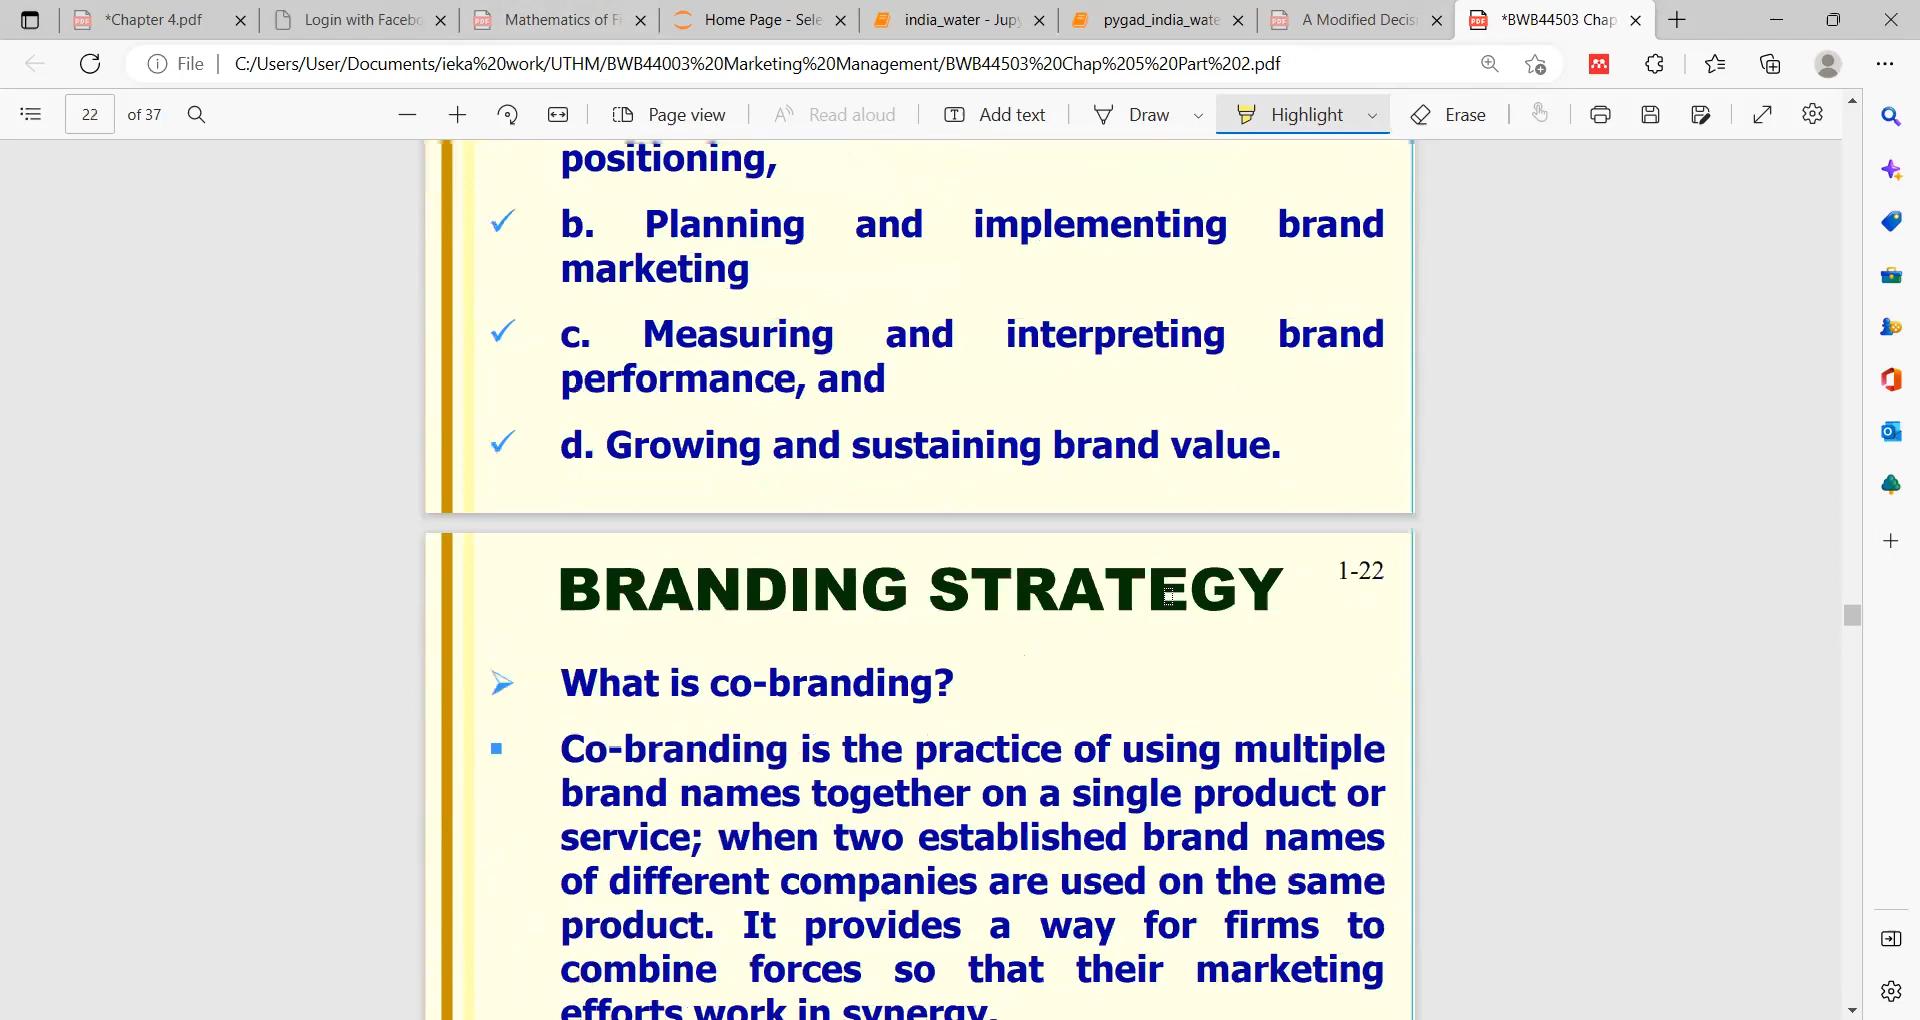 *Chapter 4.pdf
Login with Facebo
Mathematics of Fi
Home Page - Sele
india_water - Jupy
pygad_india_wate
A Modified Decis
*BWB44503 Chap
File
C:/Users/User/Documents/ieka%20work/UTHM/BWB44003%20Marketing%20Management/BWB44503%20Chap%205%20Part%202.pdf
22 of 37
Page view
Read aloud
Add text
Draw
Highlight
Erase
positioning,
b. Planning and implementing brand
marketing
c. Measuring and interpreting brand
performance, and
d. Growing and sustaining brand value.
BRANDING STRATEGY
1-22
What is co-branding?
Co-branding is the practice of using multiple
brand names together on a single product or
service; when two established brand names
of different companies are used on the same
product. It provides a way for firms to
combine forces so that their marketing
efforts work in synergy.